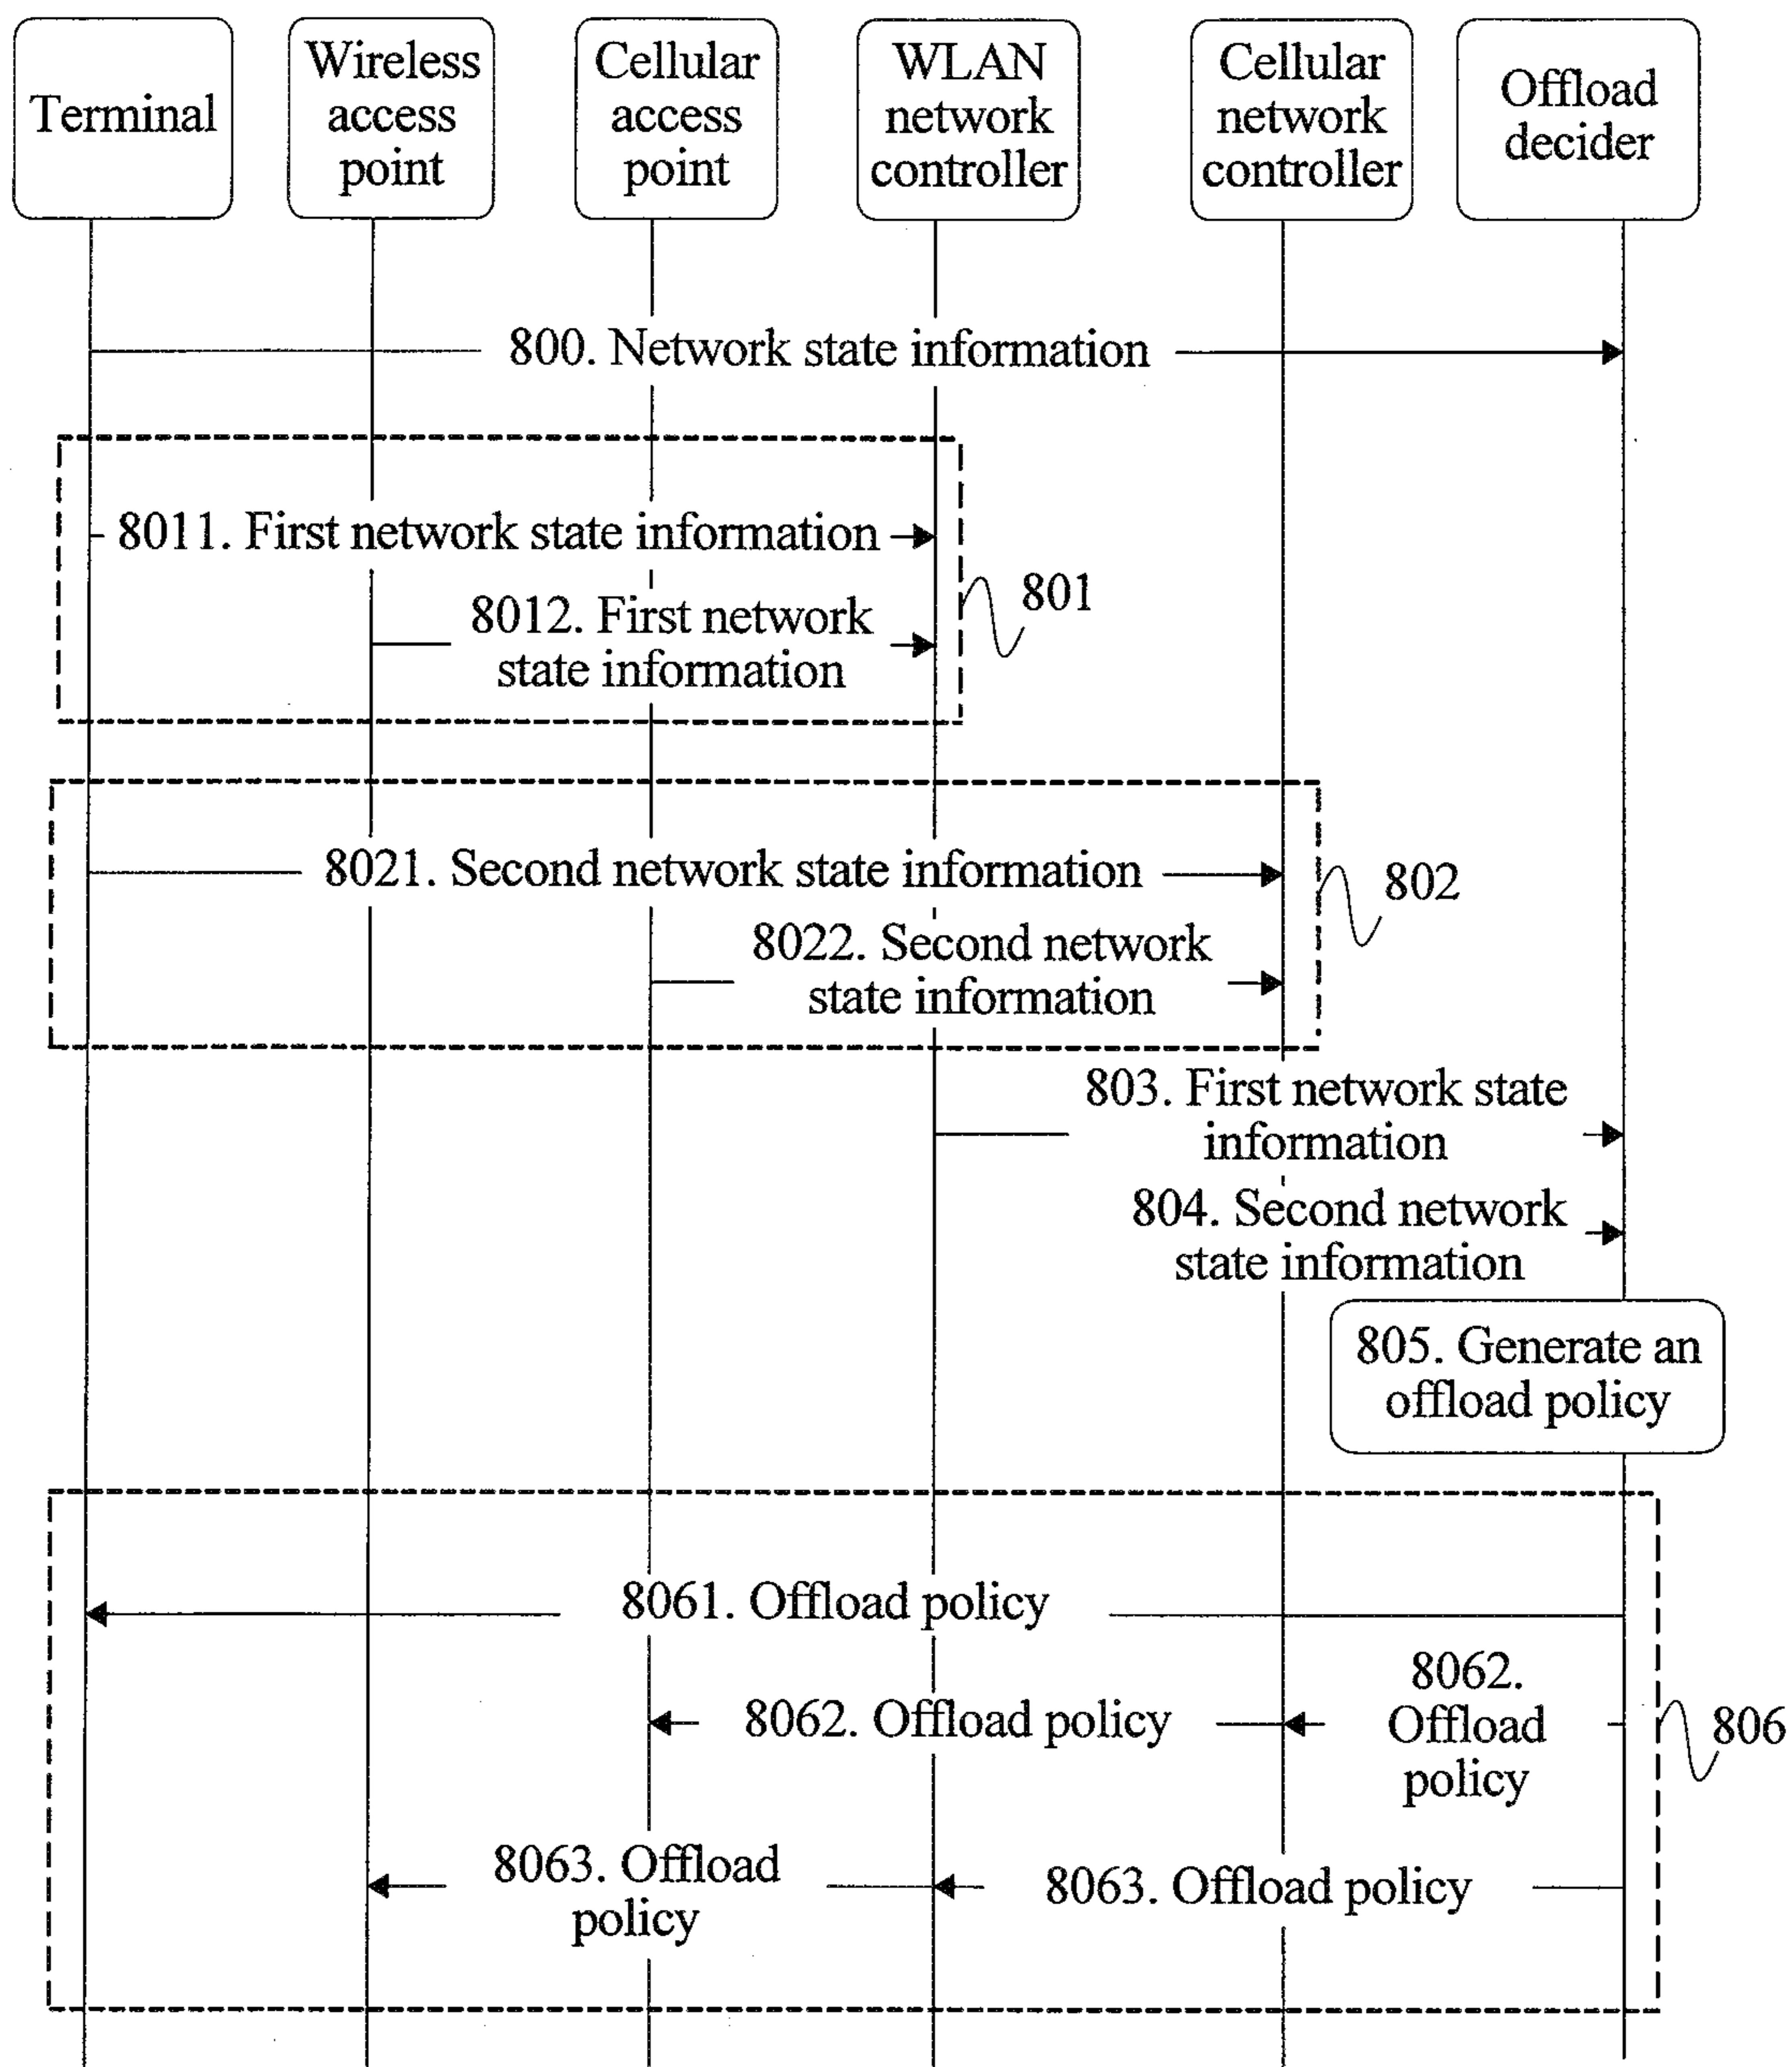 Terminal
Wireless
access
point
Cellular
access
point
WLAN
network
controller
Cellular
network
controller
Offload
decider
800. Network state information
8011. First network state information
8012. First network
state information
801
8021. Second network state information
8022. Second network
state information
802
803. First network state
information
804. Second network
state information
805. Generate an
offload policy
8061. Offload policy
8062. Offload policy
8062.
Offload
policy
806
8063. Offload
policy
8063. Offload policy